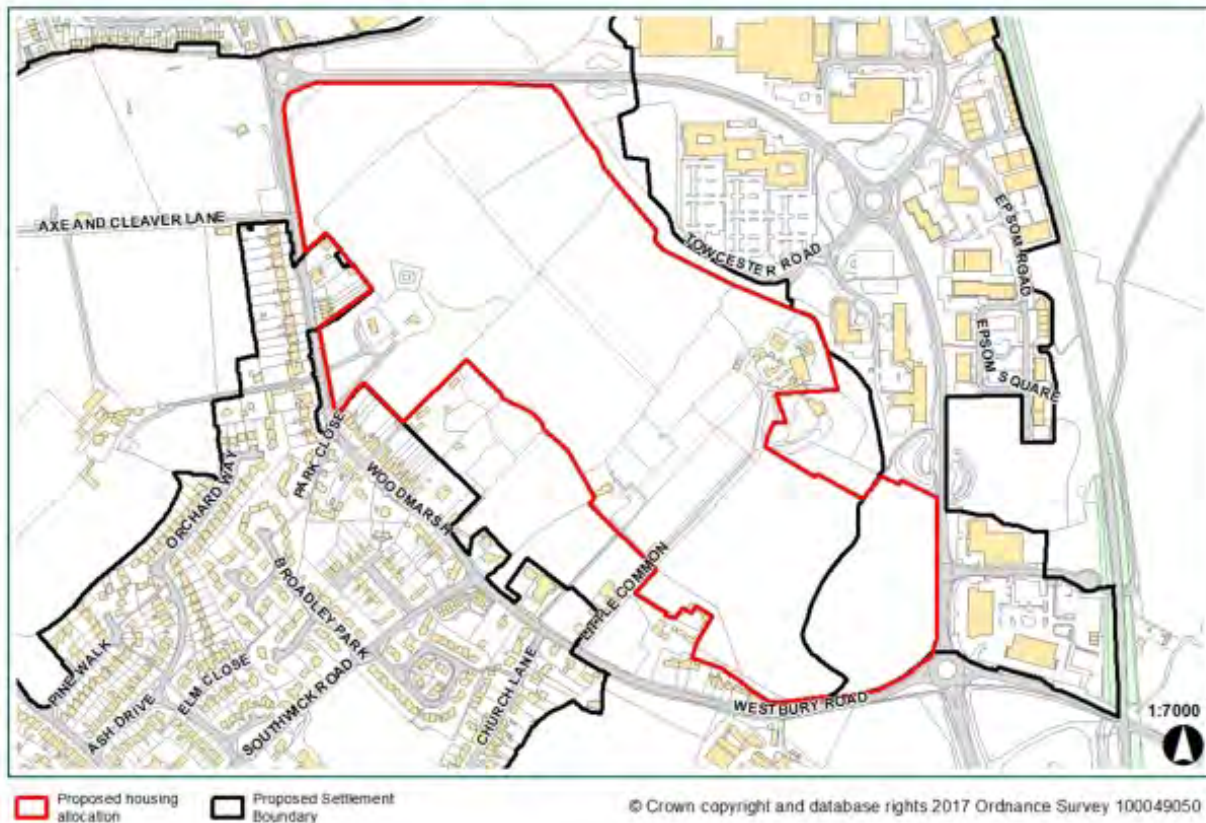 AXE AND CLEAVER LANE
TOWCESTER ROAD
EPSOM ROAD
EPSOM SQUARE
ORCHARD WAY
PARK CLOSE
WOODMARSH
BROADLEY PARK
LITTLE COMMON
PINE WALK
ASH DRIVE
ELM CLOSE
SOUTHWICK ROAD
CHURCH LANE
WESTBURY ROAD
1:7000
Proposed housing
allocation
Proposed Settlement
Boundary
© Crown copyright and database rights 2017 Ordnance Survey 100049050